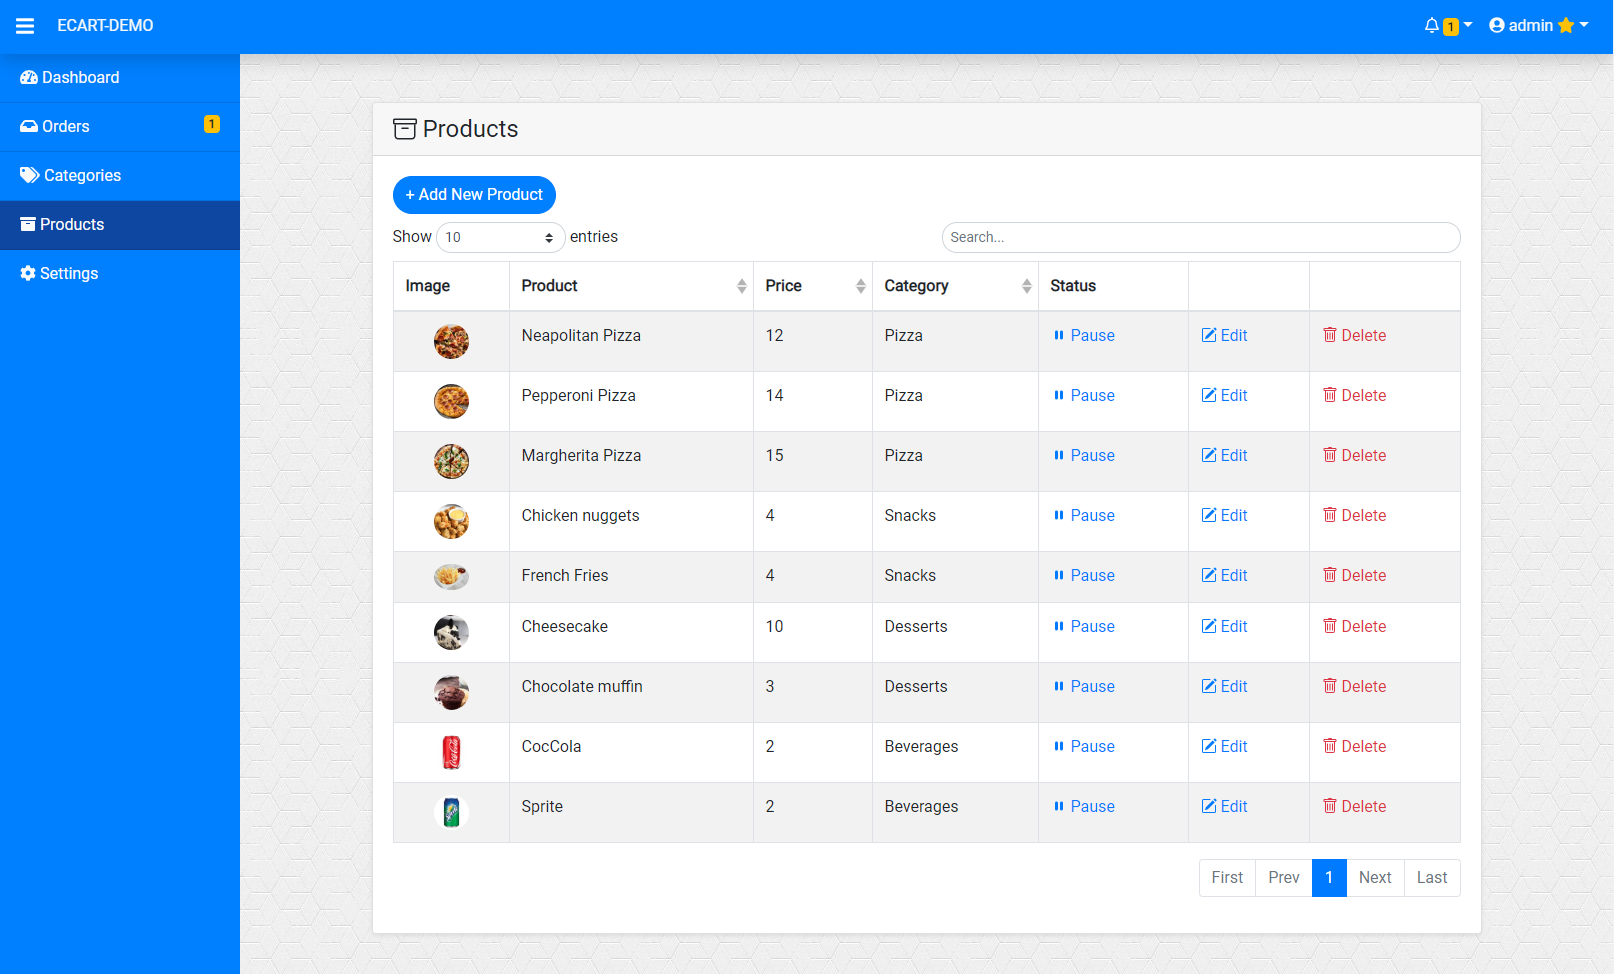 ECART-DEMO
1
admin
Dashboard
Orders 1
Categories
Products
Settings
Products
+ Add New Product
Show 10 entries
Search...
Image Product Price Category Status
Neapolitan Pizza 12 Pizza Pause Edit Delete
Pepperoni Pizza 14 Pizza Pause Edit Delete
Margherita Pizza 15 Pizza Pause Edit Delete
Chicken nuggets 4 Snacks Pause Edit Delete
French Fries 4 Snacks Pause Edit Delete
Cheesecake 10 Desserts Pause Edit Delete
Chocolate muffin 3 Desserts Pause Edit Delete
CocCola 2 Beverages Pause Edit Delete
Sprite 2 Beverages Pause Edit Delete
First Prev 1 Next Last